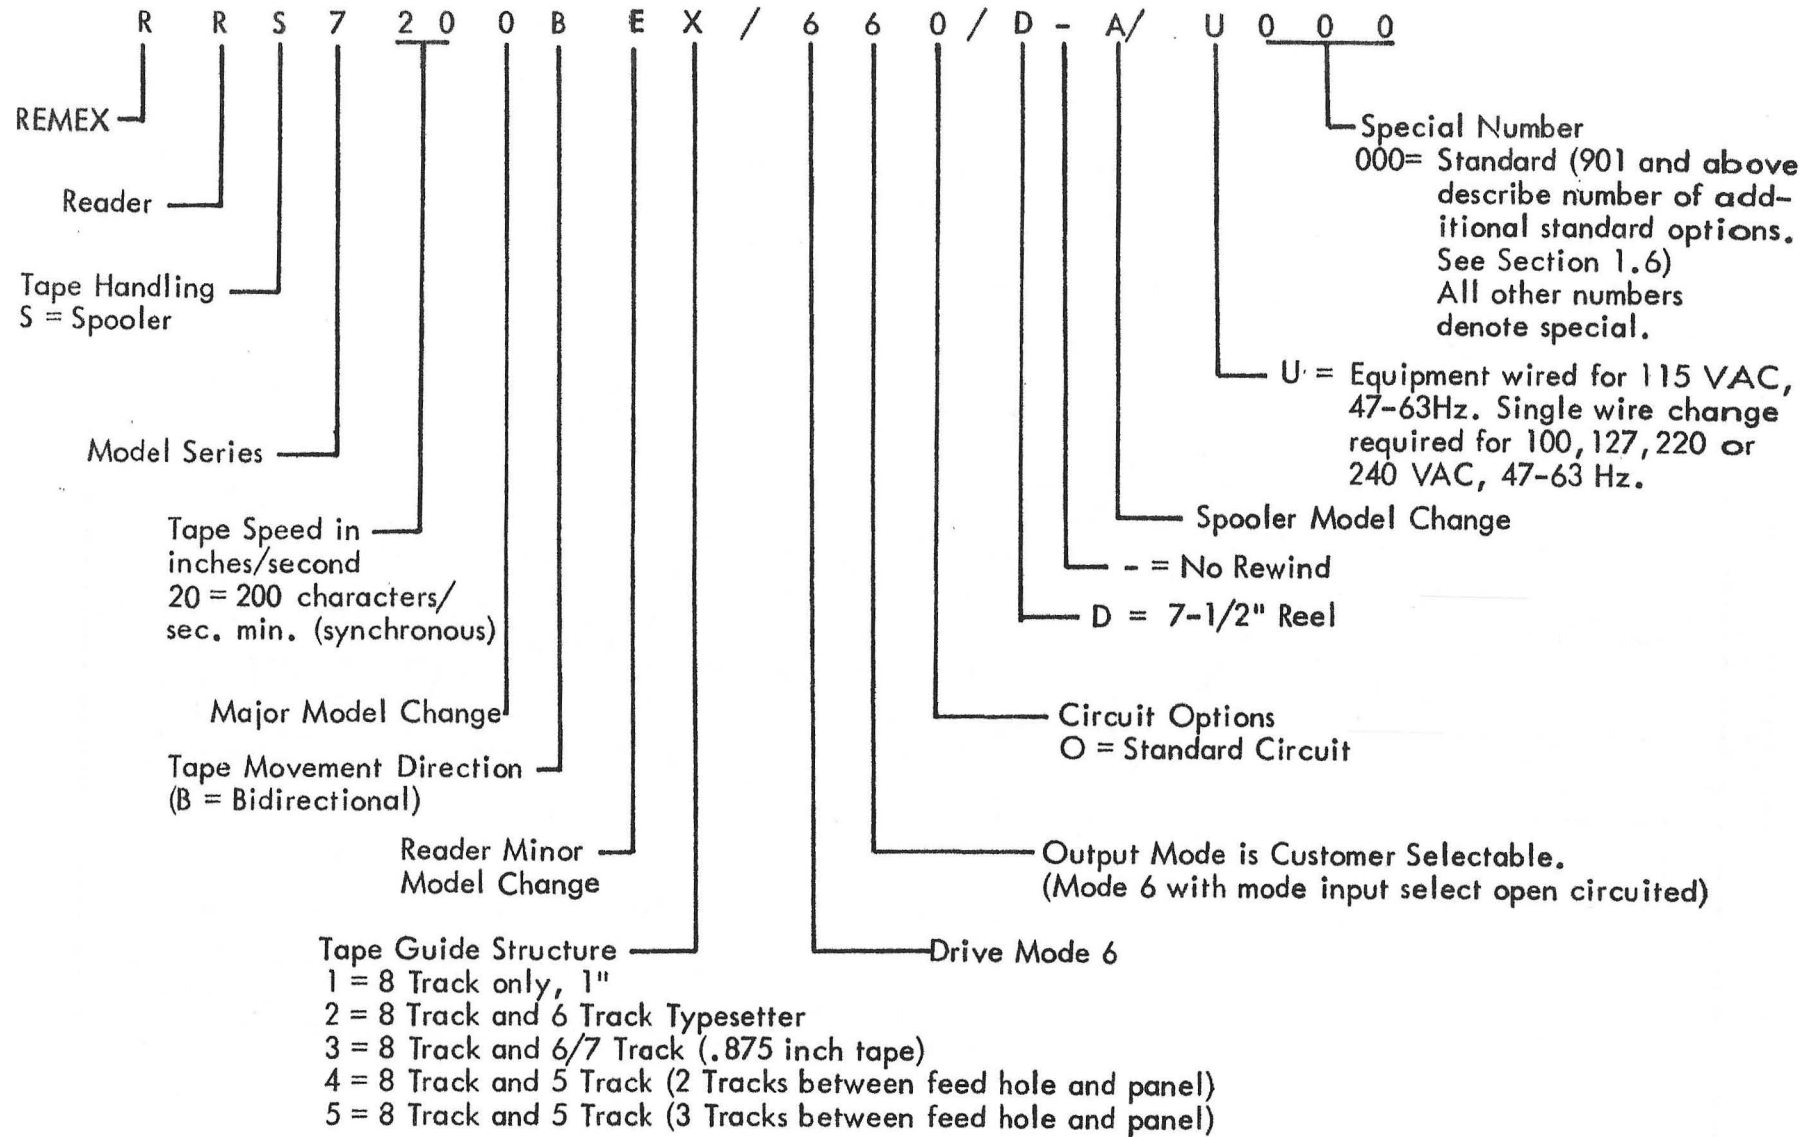 R R S 7 2 0 0 B E X / 6 6 0 / D - A / U 0 0 0
REMEX
Reader
Tape Handling
S = Spooler
Model Series
Tape Speed in
inches/second
20 = 200 characters/
sec. min. (synchronous)
Major Model Change
Tape Movement Direction
(B = Bidirectional)
Reader Minor
Model Change
Tape Guide Structure
1 = 8 Track only, 1"
2 = 8 Track and 6 Track Typesetter
3 = 8 Track and 6/7 Track (.875 inch tape)
4 = 8 Track and 5 Track (2 Tracks between feed hole and panel)
5 = 8 Track and 5 Track (3 Tracks between feed hole and panel)
Special Number
000= Standard (901 and above
describe number of add-
itional standard options.
See Section 1.6)
All other numbers
denote special.
U = Equipment wired for 115 VAC,
47-63Hz. Single wire change
required for 100, 127, 220 or
240 VAC, 47-63 Hz.
Spooler Model Change
- = No Rewind
D = 7-1/2" Reel
Circuit Options
O = Standard Circuit
Output Mode is Customer Selectable.
(Mode 6 with mode input select open circuited)
Drive Mode 6